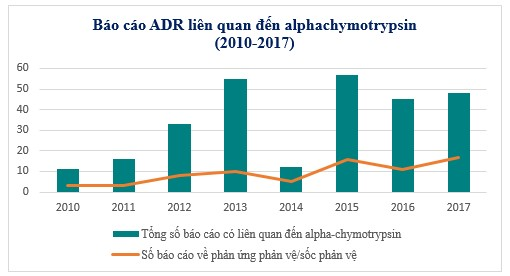 Báo cáo ADR liên quan đến alphachymotrypsin
(2010-2017)
60
50
40
30
20
10
0
2010 2011 2012 2013 2014 2015 2016 2017
Tổng số báo cáo có liên quan đến alpha-chymotrypsin
Số báo cáo về phản ứng phản vệ/sốc phản vệ